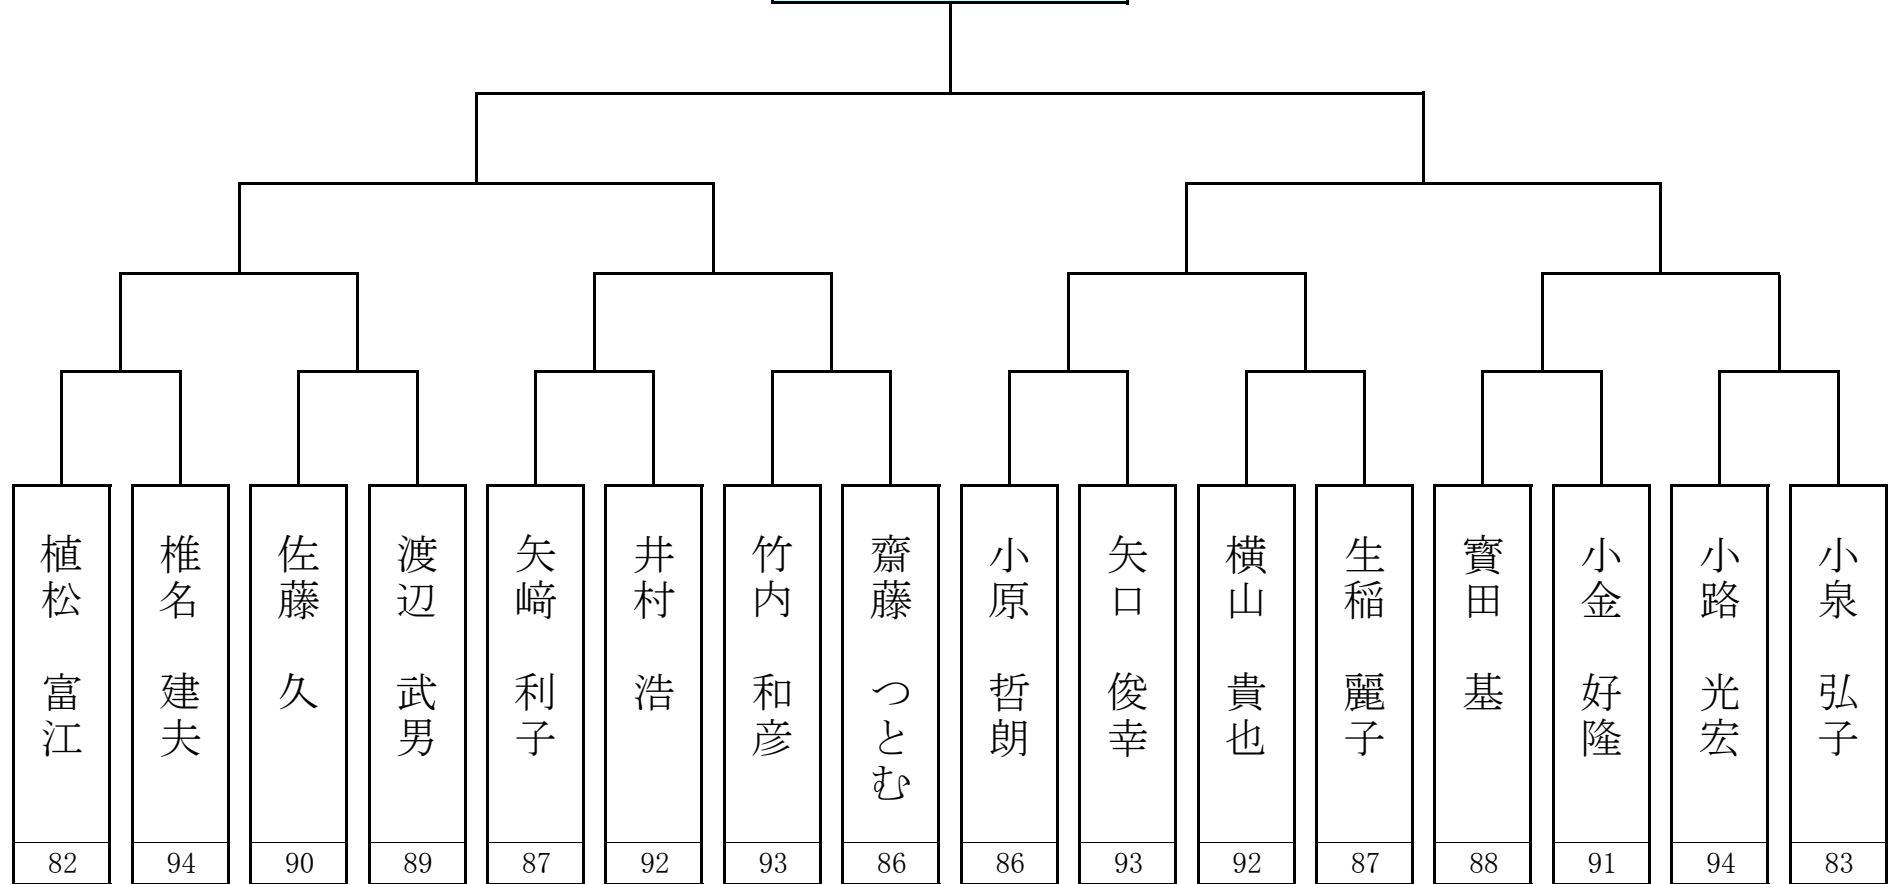 植松 富江
椎名 建夫
佐藤 久
渡辺 武男
矢﨑 利子
井村 浩
竹内 和彦
齋藤 つとむ
小原 哲朗
矢口 俊幸
横山 貴也
生稲 麗子
寳田 基
小金 好隆
小路 光宏
小泉 弘子
82 94 90 89 87 92 93 86 86 93 92 87 88 91 94 83